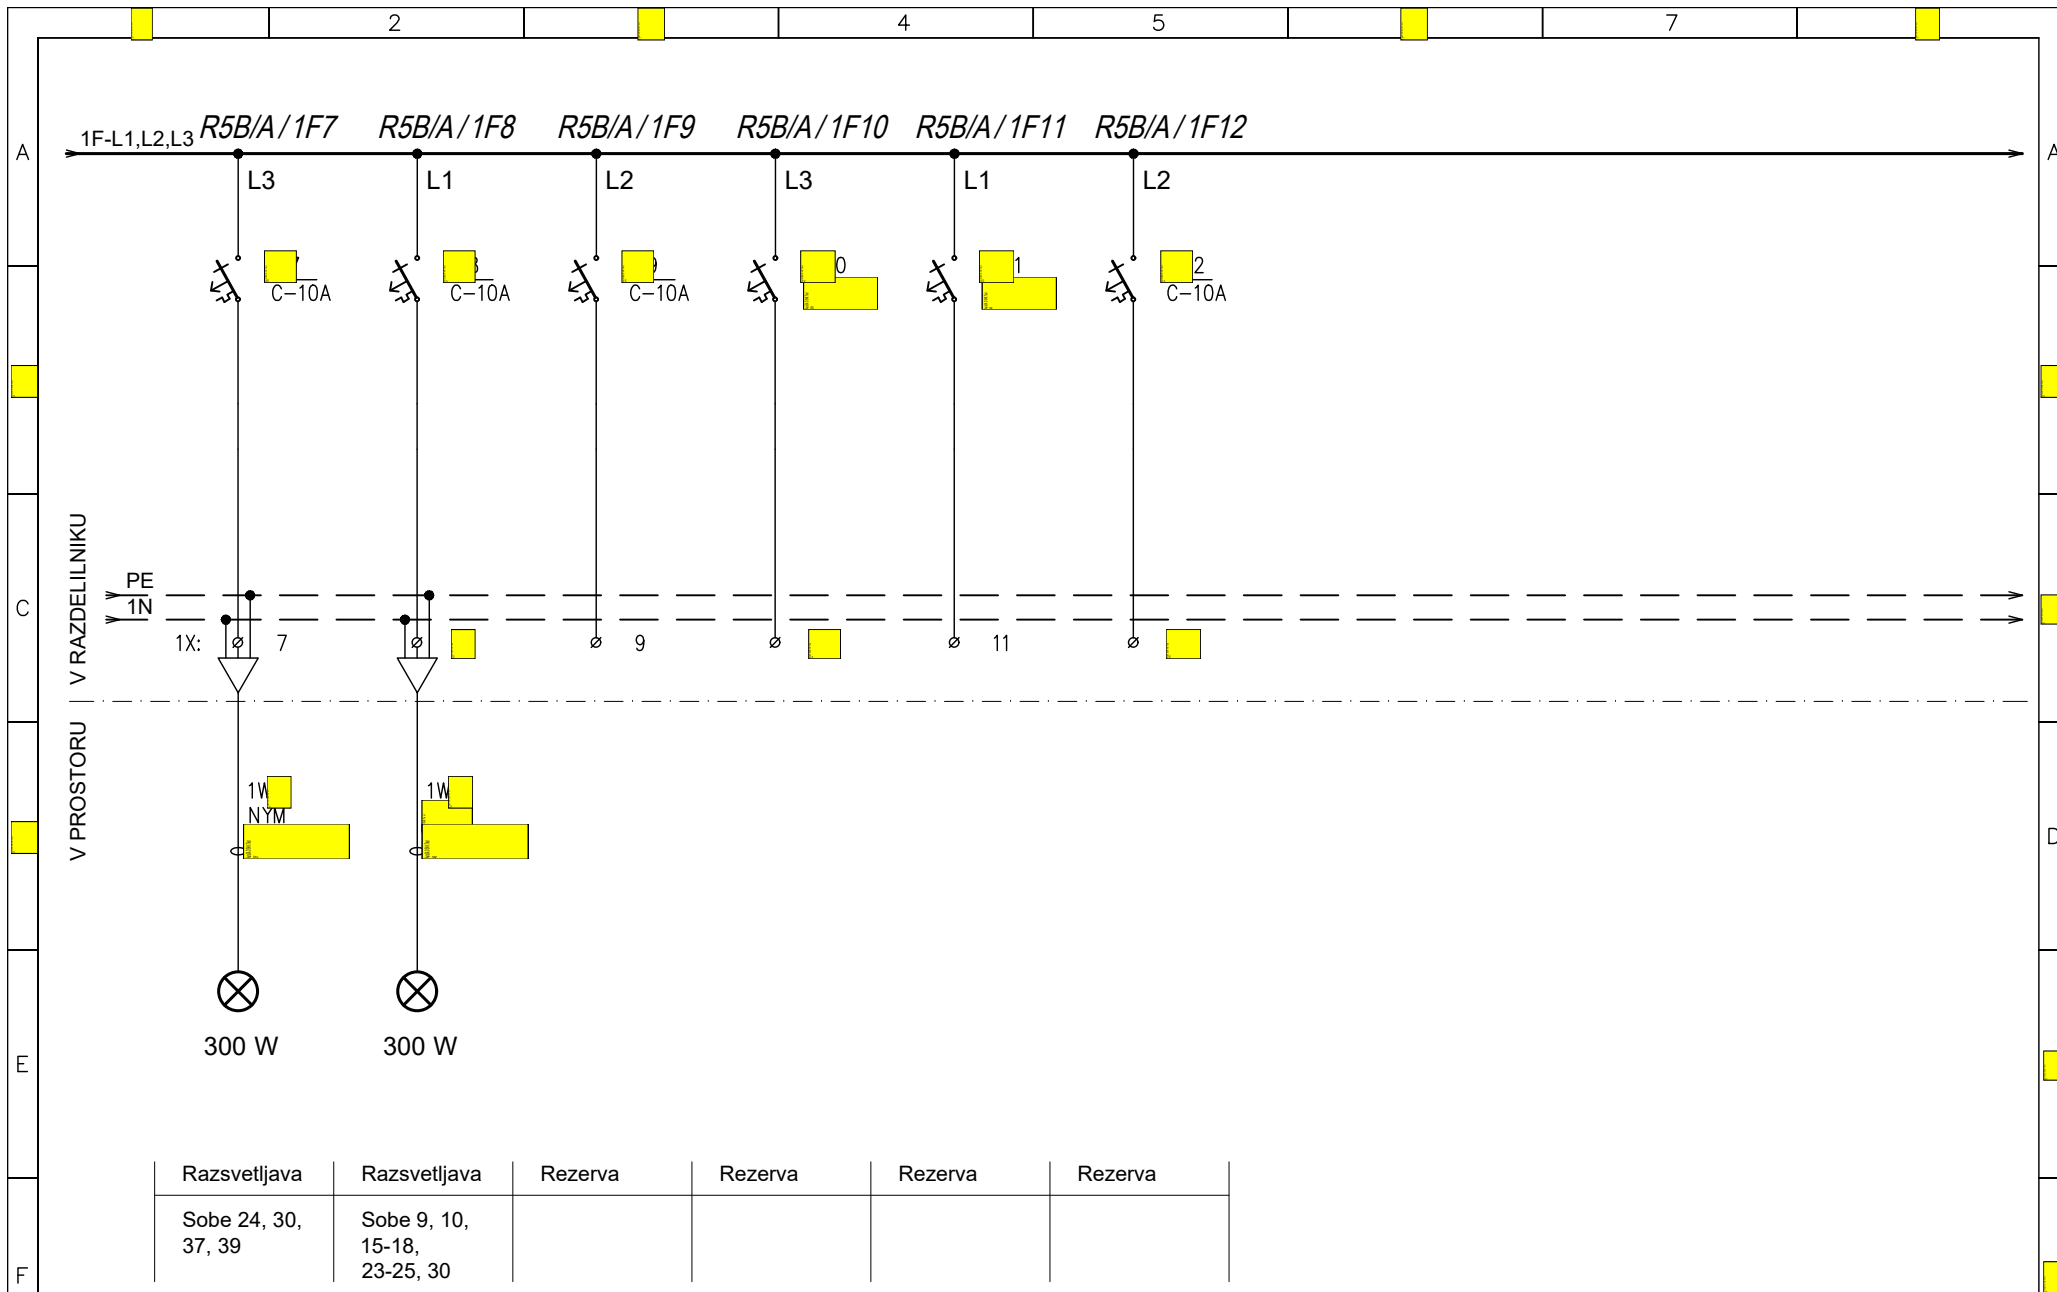 2 4 5 7
A A
1F-L1,L2,L3
R5B/A/1F7 R5B/A/1F8 R5B/A/1F9 R5B/A/1F10 R5B/A/1F11 R5B/A/1F12
L3 L1 L2 L3 L1 L2
C-10A C-10A C-10A C-10A
V RAZDELILNIKU
C
PE
1N
1X: 7 9 11
V PROSTORU
NYM
D
300 W 300 W
E
Razsvetljava Razsvetljava Rezerva Rezerva Rezerva Rezerva
Sobe 24, 30, Sobe 9, 10,
37, 39 15-18,
23-25, 30
F